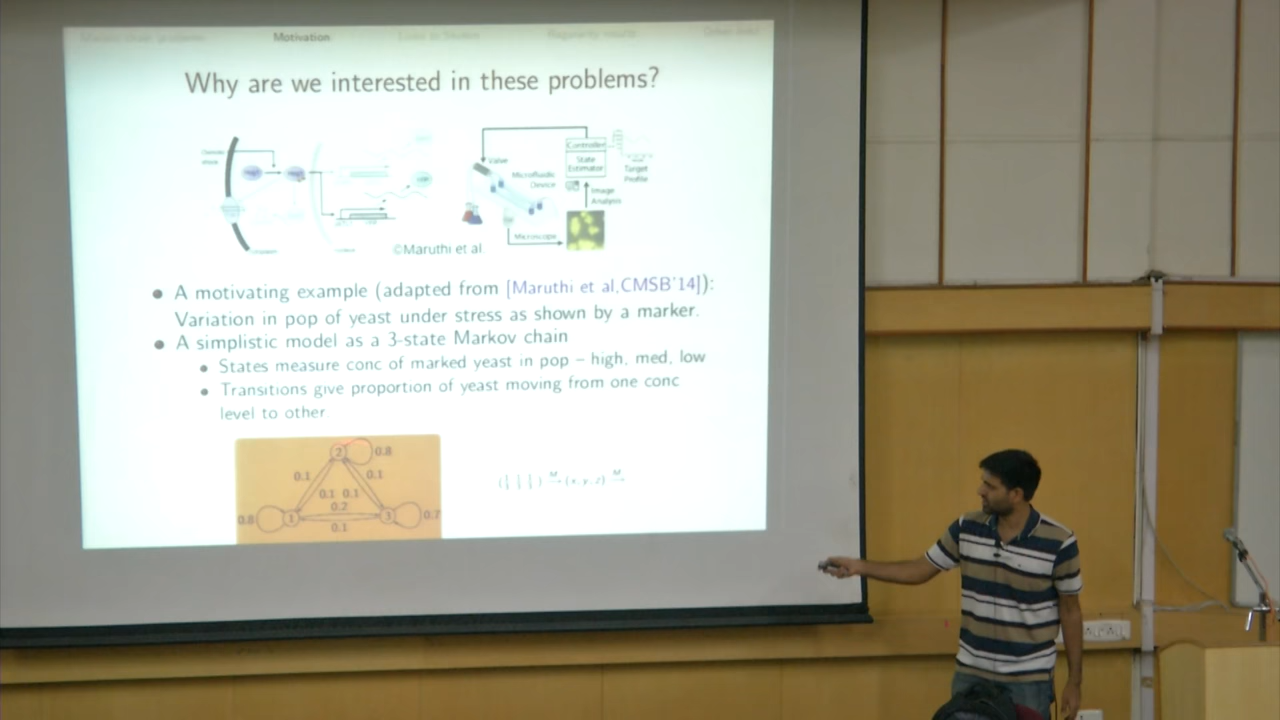 Motivation
Why are we interested in these problems?
Controller
State
Estimator
Valve
Target
Profile
Microfluidic
Device
Image
Analysis
Microscope
©Maruthi et al.
A motivating example (adapted from [Maruthi et al,CMSB'14]):
Variation in pop of yeast under stress as shown by a marker.
A simplistic model as a 3-state Markov chain
States measure conc of marked yeast in pop – high, med, low
Transitions give proportion of yeast moving from one conc
level to other
2 0.8
0.1 0.1
0.1 0.1
0.2
0.8 1 3 0.7
0.1